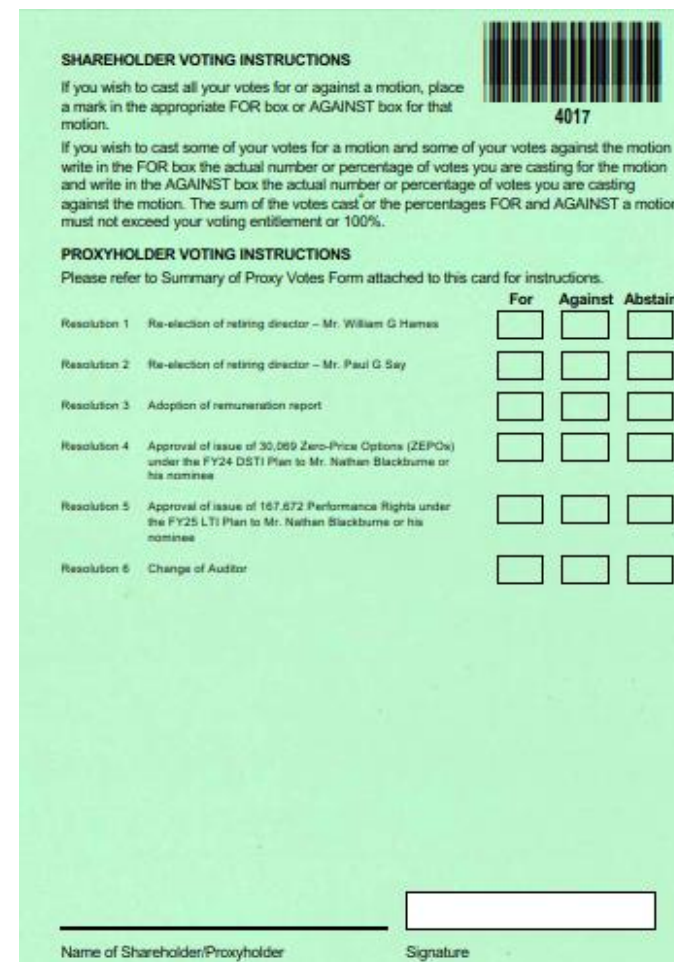 SHAREHOLDER VOTING INSTRUCTIONS
If you wish to cast all your votes for or against a motion, place
a mark in the appropriate FOR box or AGAINST box for that
motion.
4017
If you wish to cast some of your votes for a motion and some of your votes against the motion
write in the FOR box the actual number or percentage of votes you are casting for the motion
and write in the AGAINST box the actual number or percentage of votes you are casting
against the motion. The sum of the votes cast or the percentages FOR and AGAINST a motion
must not exceed your voting entitlement or 100%.
PROXYHOLDER VOTING INSTRUCTIONS
Please refer to Summary of Proxy Votes Form attached to this card for instructions.
For Against Abstain
Resolution 1 Re-election of retiring director – Mr. William G Hames
Resolution 2 Re-election of retiring director – Mr. Paul G Say
Resolution 3 Adoption of remuneration report
Resolution 4 Approval of issue of 30,069 Zero-Price Options (ZEPOs)
under the FY24 DSTI Plan to Mr. Nathan Blackburne or
his nominee
Resolution 5 Approval of issue of 167,672 Performance Rights under
the FY25 LTI Plan to Mr. Nathan Blackburne or his
nominee
Resolution 6 Change of Auditor
Name of Shareholder/Proxyholder Signature